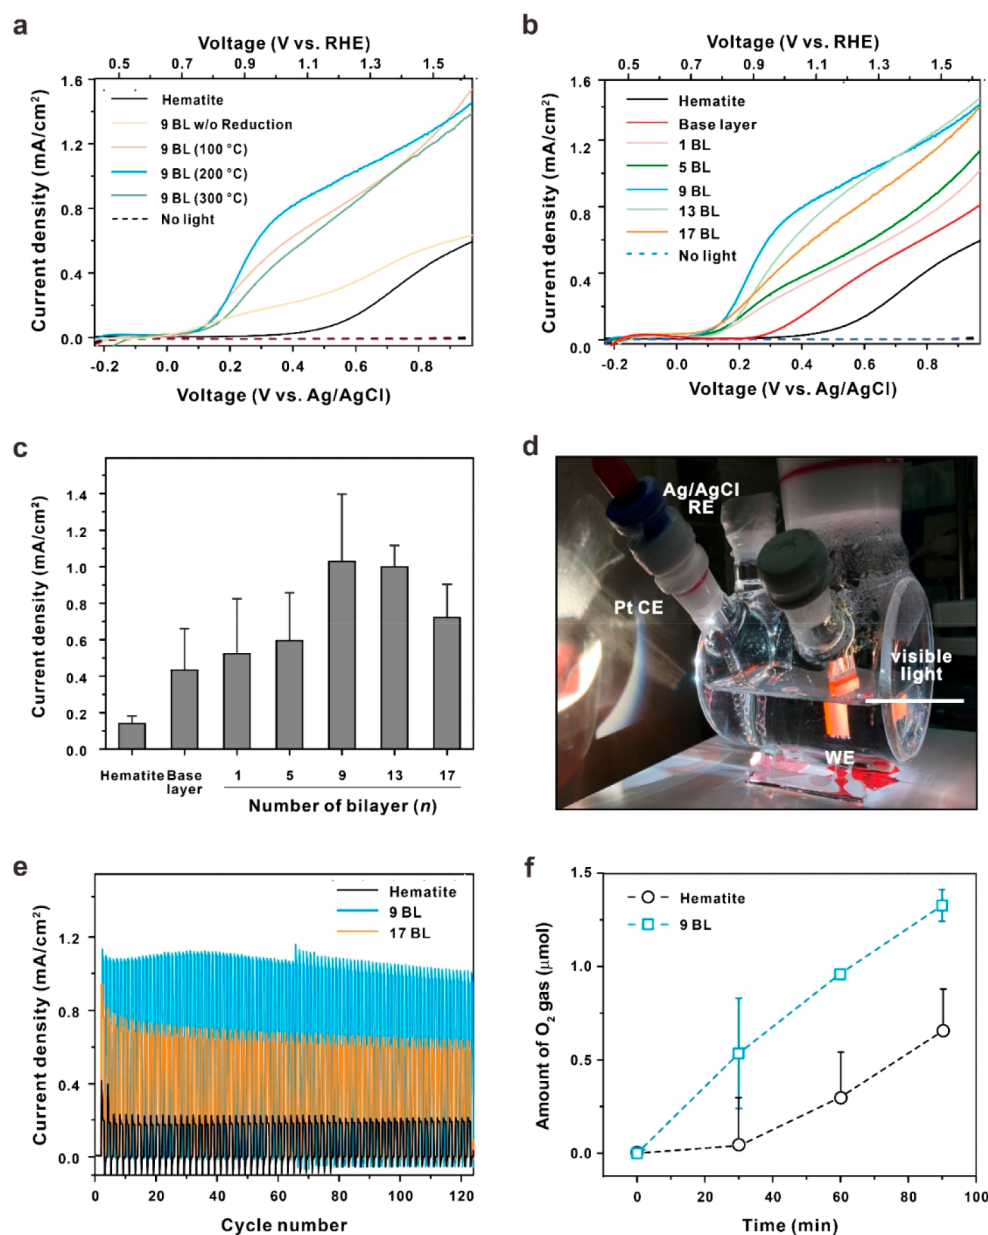 a
Voltage (V vs. RHE)
0.5 0.7 0.9 1.1 1.3 1.5
1.6
1.2
0.8
0.4
0.0
Current density (mA/cm²)
Hematite
9 BL w/o Reduction
9 BL (100 °C)
9 BL (200 °C)
9 BL (300 °C)
No light
-0.2 0.0 0.2 0.4 0.6 0.8
Voltage (V vs. Ag/AgCl)
b
Voltage (V vs. RHE)
0.5 0.7 0.9 1.1 1.3 1.5
1.6
1.2
0.8
0.4
0.0
Current density (mA/cm²)
Hematite
Base layer
1 BL
5 BL
9 BL
13 BL
17 BL
No light
-0.2 0.0 0.2 0.4 0.6 0.8
Voltage (V vs. Ag/AgCl)
c
1.4
1.2
1.0
0.8
0.6
0.4
0.2
0.0
Current density (mA/cm²)
Hematite Base 1 5 9 13 17
layer
Number of bilayer (n)
d
Ag/AgCl
RE
Pt CE
visible
light
WE
e
1.2
0.8
0.4
0.0
Current density (mA/cm²)
Hematite
9 BL
17 BL
0 20 40 60 80 100 120
Cycle number
f
1.5
1.0
0.5
0.0
Amount of O₂ gas (μmol)
Hematite
9 BL
0 20 40 60 80 100
Time (min)